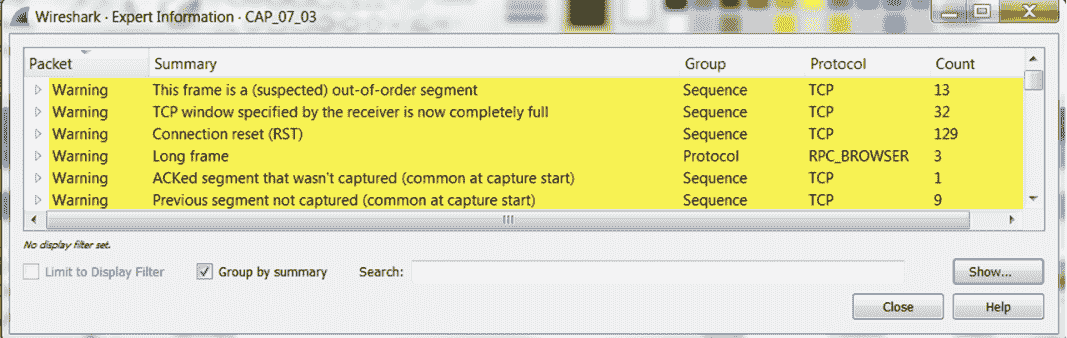 Wireshark · Expert Information · CAP_07_03
Packet Summary Group Protocol Count
Warning This frame is a (suspected) out-of-order segment Sequence TCP 13
Warning TCP window specified by the receiver is now completely full Sequence TCP 32
Warning Connection reset (RST) Sequence TCP 129
Warning Long frame Protocol RPC_BROWSER 3
Warning ACKed segment that wasn't captured (common at capture start) Sequence TCP 1
Warning Previous segment not captured (common at capture start) Sequence TCP 9
No display filter set.
Limit to Display Filter Group by summary Search: Show...
Close Help